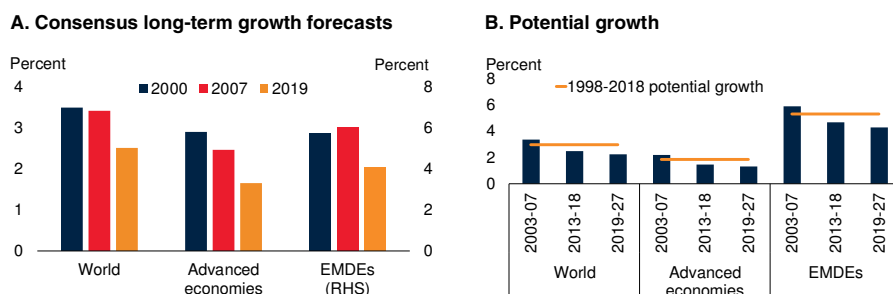 A. Consensus long-term growth forecasts
Percent
Percent
2000
2007
2019
4
3
2
1
0
8
6
4
2
0
World
Advanced
economies
EMDEs
(RHS)
B. Potential growth
Percent
8
6
4
2
0
1998-2018 potential growth
2003-07
2013-18
2019-27
2003-07
2013-18
2019-27
2003-07
2013-18
2019-27
World
Advanced
economies
EMDEs